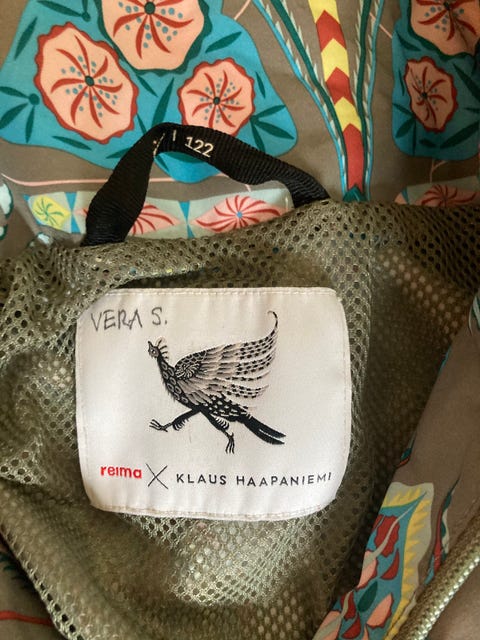 122
VERA S.
reima X KLAUS HAAPANIEMI